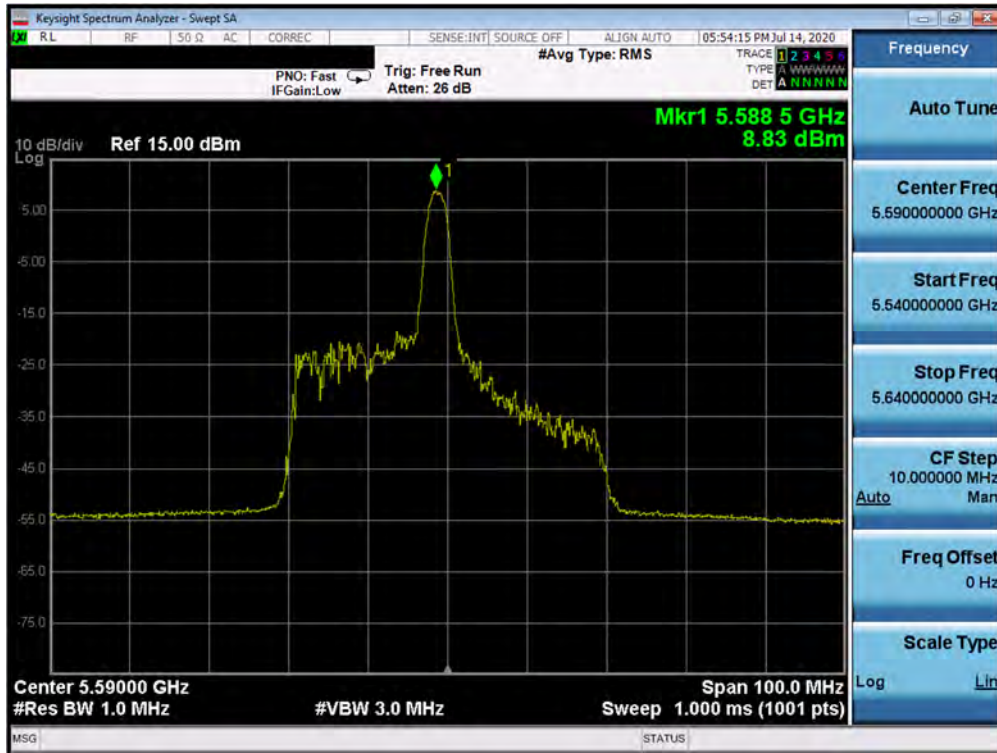 Keysight Spectrum Analyzer - Swept SA
LXI RL RF 50 Ω AC CORREC SENSE:INT SOURCE OFF ALIGN AUTO 05:54:15 PM Jul 14, 2020
#Avg Type: RMS
TRACE 1 2 3 4 5 6
PNO: Fast Trig: Free Run
TYPE A WWWWW
IFGain:Low Atten: 26 dB
DET A N N N N N
Mkr1 5.588 5 GHz
8.83 dBm
10 dB/div Ref 15.00 dBm
Log
1
5.00
-5.00
-15.0
-25.0
-35.0
-45.0
-55.0
-65.0
-75.0
Center 5.59000 GHz Span 100.0 MHz
#Res BW 1.0 MHz #VBW 3.0 MHz Sweep 1.000 ms (1001 pts)
MSG STATUS
Frequency
Auto Tune
Center Freq
5.590000000 GHz
Start Freq
5.540000000 GHz
Stop Freq
5.640000000 GHz
CF Step
10.000000 MHz
Auto Man
Freq Offset
0 Hz
Scale Type
Log Lin